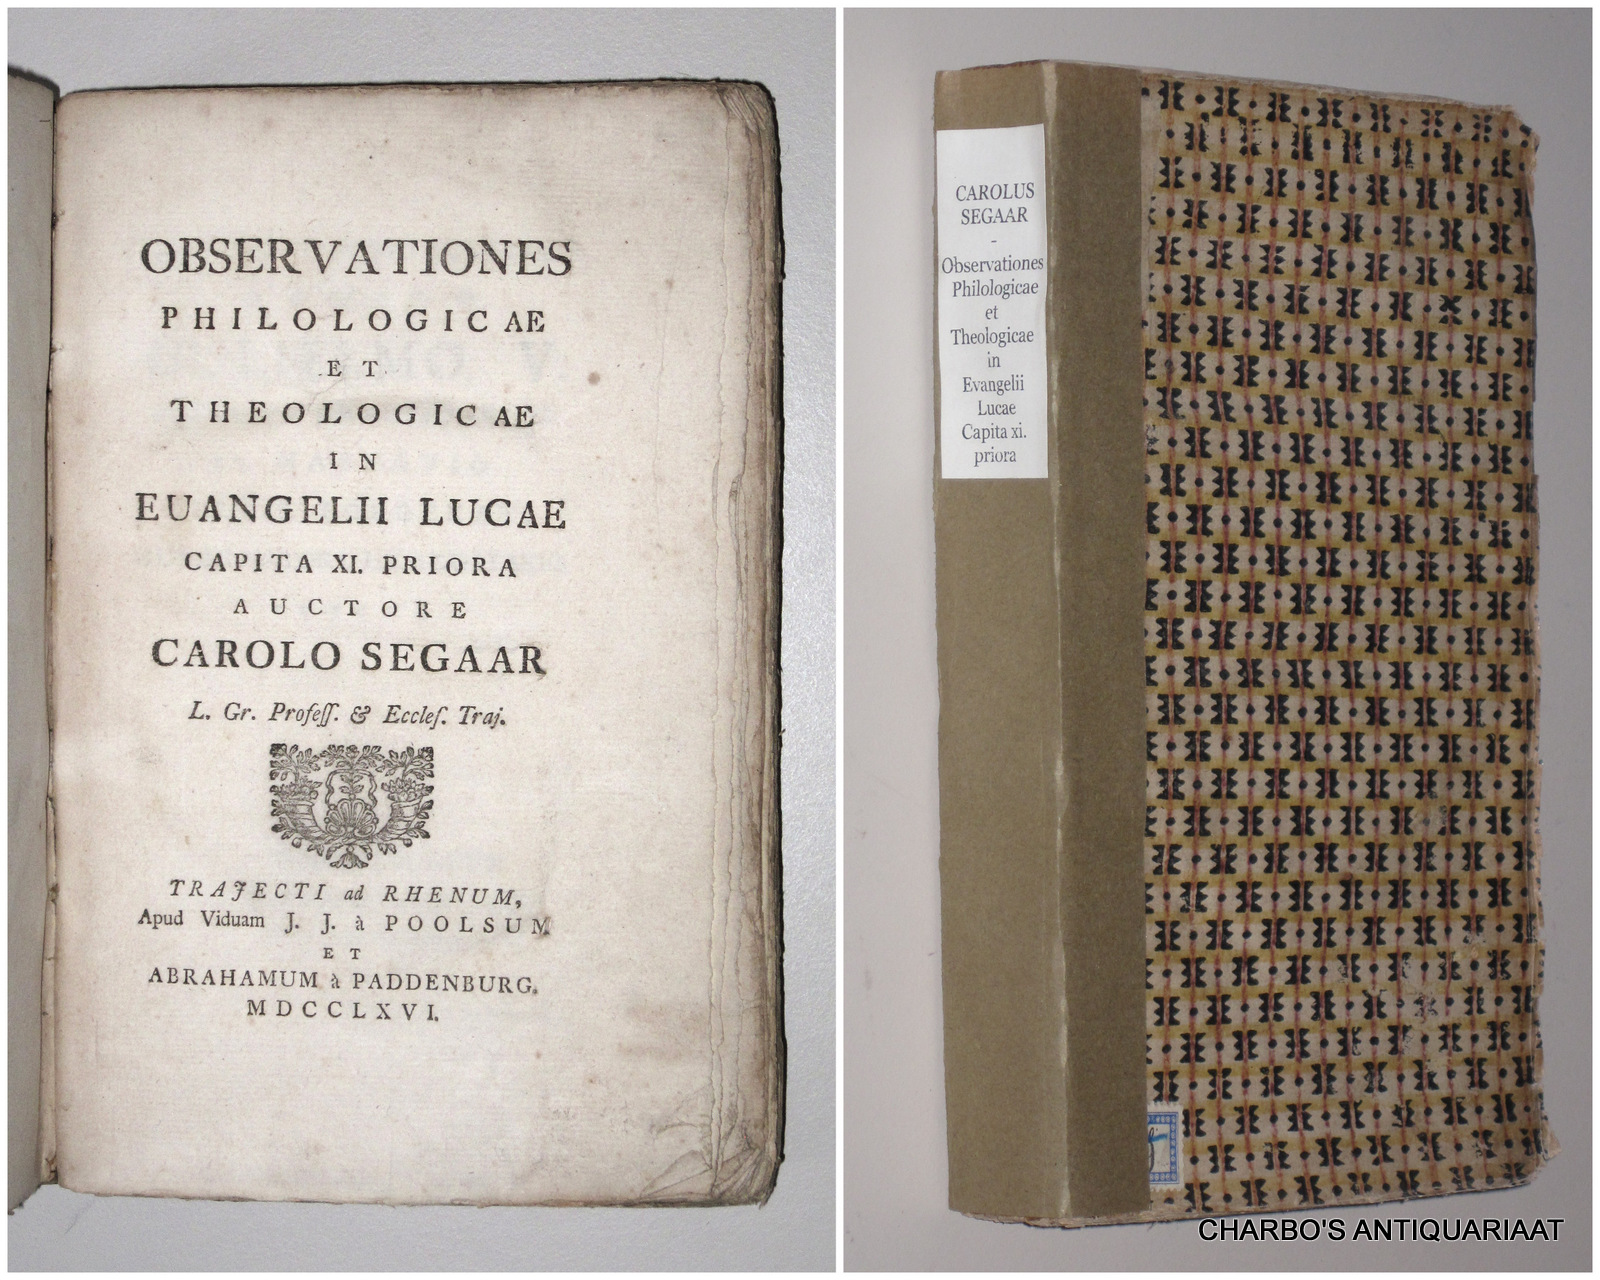 OBSERVATIONES
PHILOLOGICAE
ET
THEOLOGICAE
IN
EUANGELII LUCAE
CAPITA XI. PRIORA
AUCTORE
CAROLO SEGAAR
L. Gr. Profeſſ. & Eccleſ. Traj.
TRAJECTI ad RHENUM,
Apud Viduam J. J. à POOLSUM
ET
ABRAHAMUM à PADDENBURG.
MDCCLXVI.
CAROLUS
SEGAAR
-
Observationes
Philologicae
et
Theologicae
in
Evangelii
Lucae
Capita xi.
priora
CHARBO'S ANTIQUARIAAT